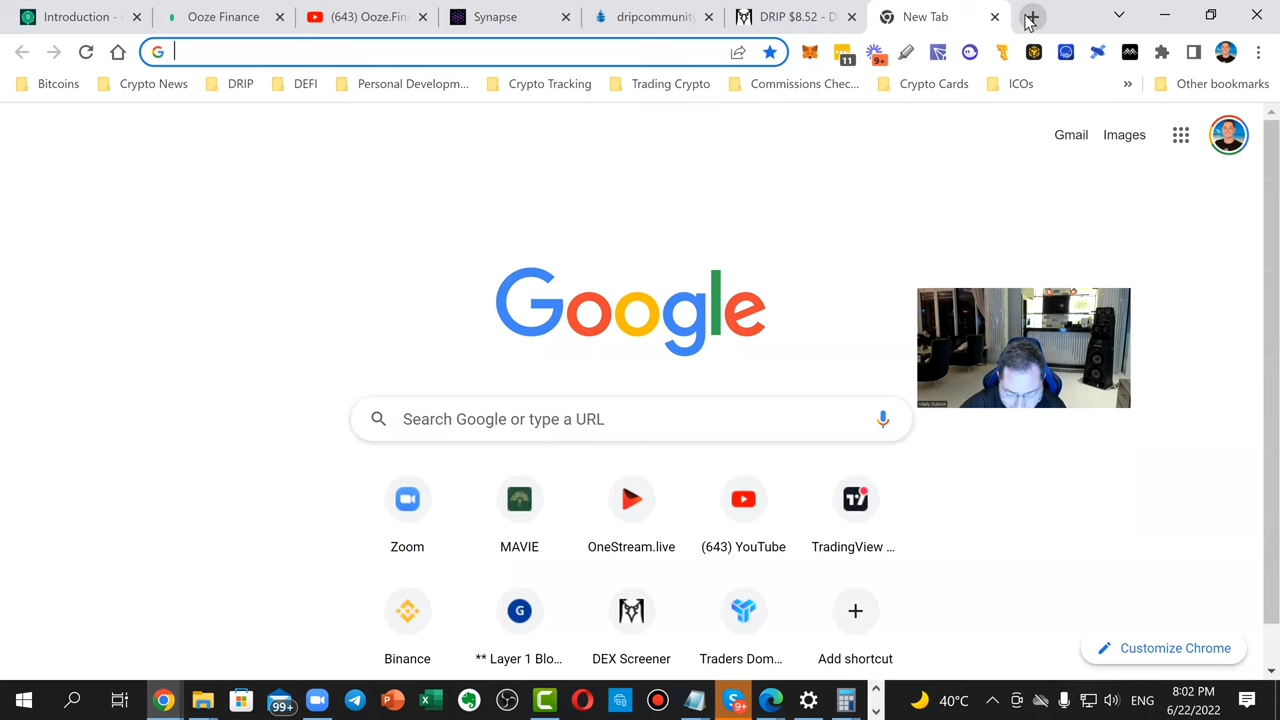 Introduction -
Ooze Finance
(643) Ooze.Fin
Synapse
dripcommunity
DRIP $8.52 - D
New Tab
11
9+
Bitcoins
Crypto News
DRIP
DEFI
Personal Developm...
Crypto Tracking
Trading Crypto
Commissions Chec...
Crypto Cards
ICOs
»
Other bookmarks
Gmail
Images
Google
Search Google or type a URL
Zoom
MAVIE
OneStream.live
(643) YouTube
TradingView ...
Binance
** Layer 1 Blo...
DEX Screener
Traders Dom...
Add shortcut
Customize Chrome
99+
9+
40°C
ENG
8:02 PM
6/22/2022